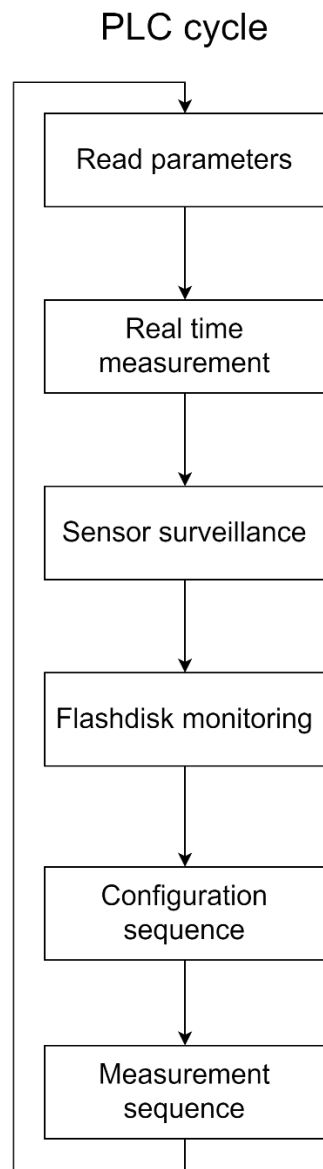 PLC cycle
Read parameters
Real time
measurement
Sensor surveillance
Flashdisk monitoring
Configuration
sequence
Measurement
sequence